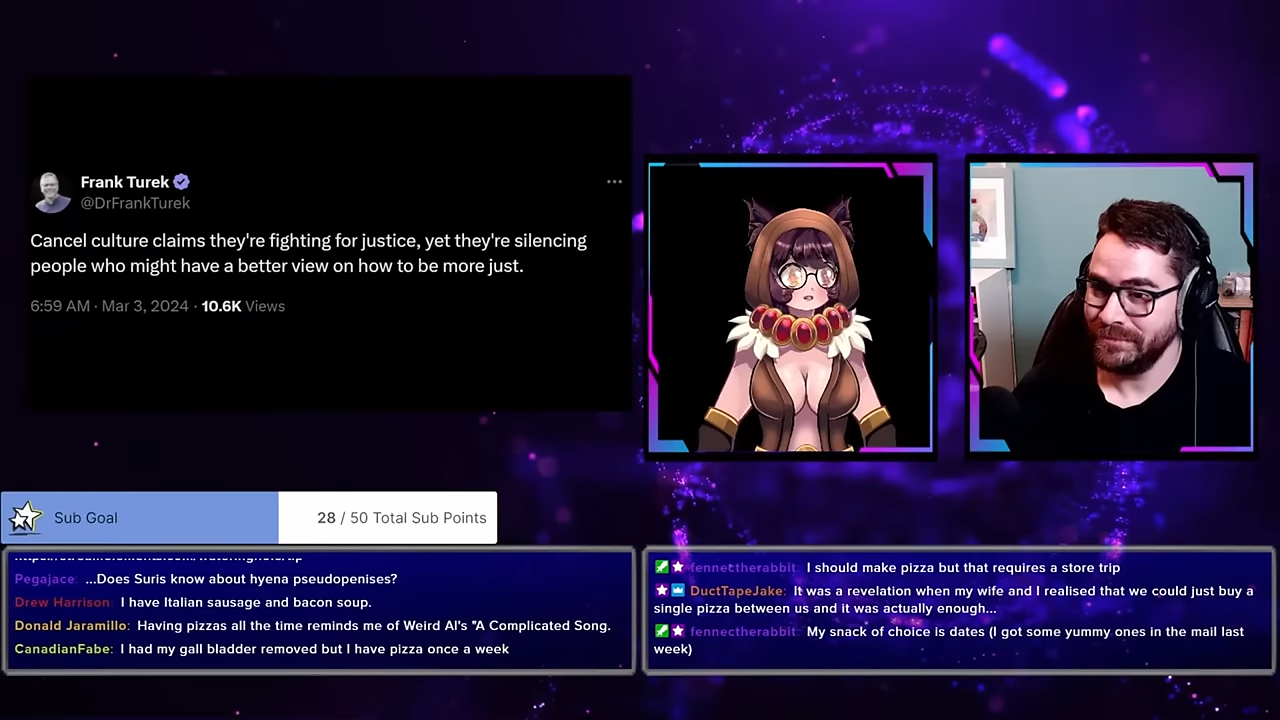 Frank Turek
@DrFrankTurek
Cancel culture claims they're fighting for justice, yet they're silencing
people who might have a better view on how to be more just.
6:59 AM · Mar 3, 2024 · 10.6K Views
Sub Goal
28 / 50 Total Sub Points
Pegajace: ...Does Suris know about hyena pseudopenises?
Drew Harrison: I have Italian sausage and bacon soup.
Donald Jaramillo: Having pizzas all the time reminds me of Weird Al's "A Complicated Song.
CanadianFabe: I had my gall bladder removed but I have pizza once a week
fennectherabbit: I should make pizza but that requires a store trip
DuctTapeJake: It was a revelation when my wife and I realised that we could just buy a
single pizza between us and it was actually enough...
fennectherabbit: My snack of choice is dates (I got some yummy ones in the mail last
week)